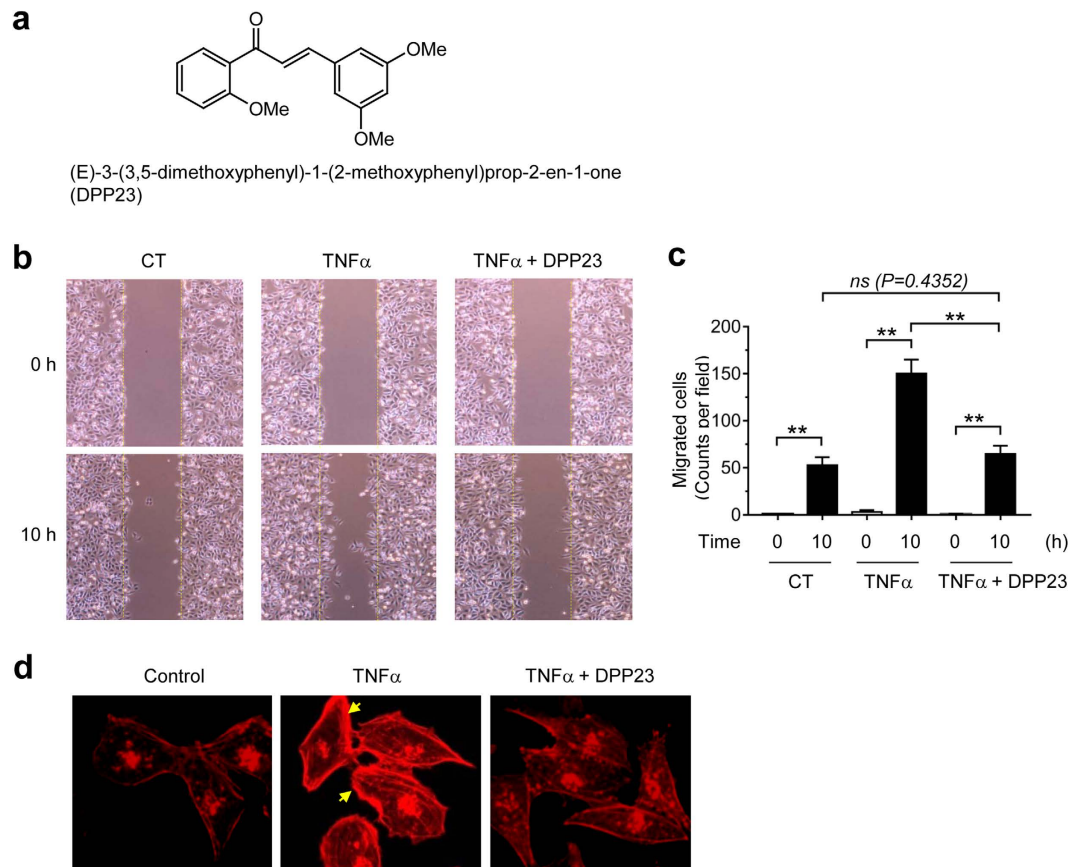 a
O
OMe
OMe
OMe
(E)-3-(3,5-dimethoxyphenyl)-1-(2-methoxyphenyl)prop-2-en-1-one
(DPP23)
b
CT TNFα TNFα + DPP23
0 h
10 h
c
ns (P=0.4352)
** **
** **
200
150
100
50
0
Migrated cells
(Counts per field)
Time 0 10 0 10 0 10 (h)
CT TNFα TNFα + DPP23
d
Control TNFα TNFα + DPP23